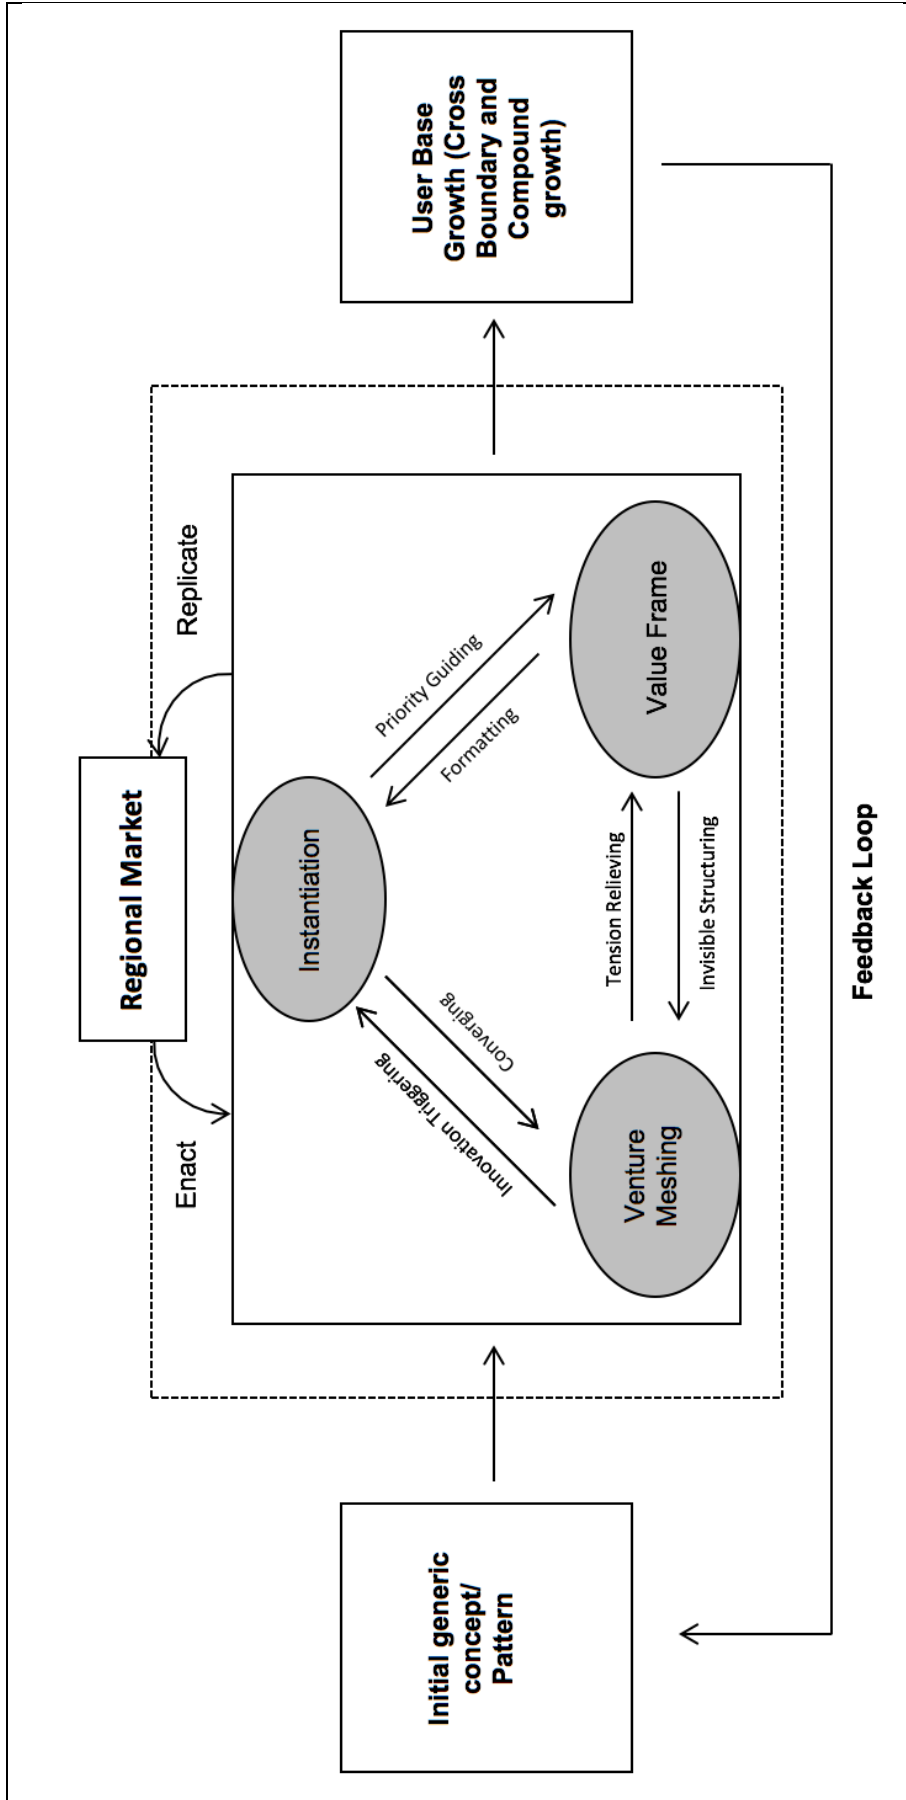 Initial generic
concept/
Pattern
Enact
Regional Market
Replicate
Instantiation
Innovation Triggering
Converging
Priority Guiding
Formatting
Venture
Meshing
Tension Relieving
Invisible Structuring
Value Frame
User Base
Growth (Cross
Boundary and
Compound
growth)
Feedback Loop